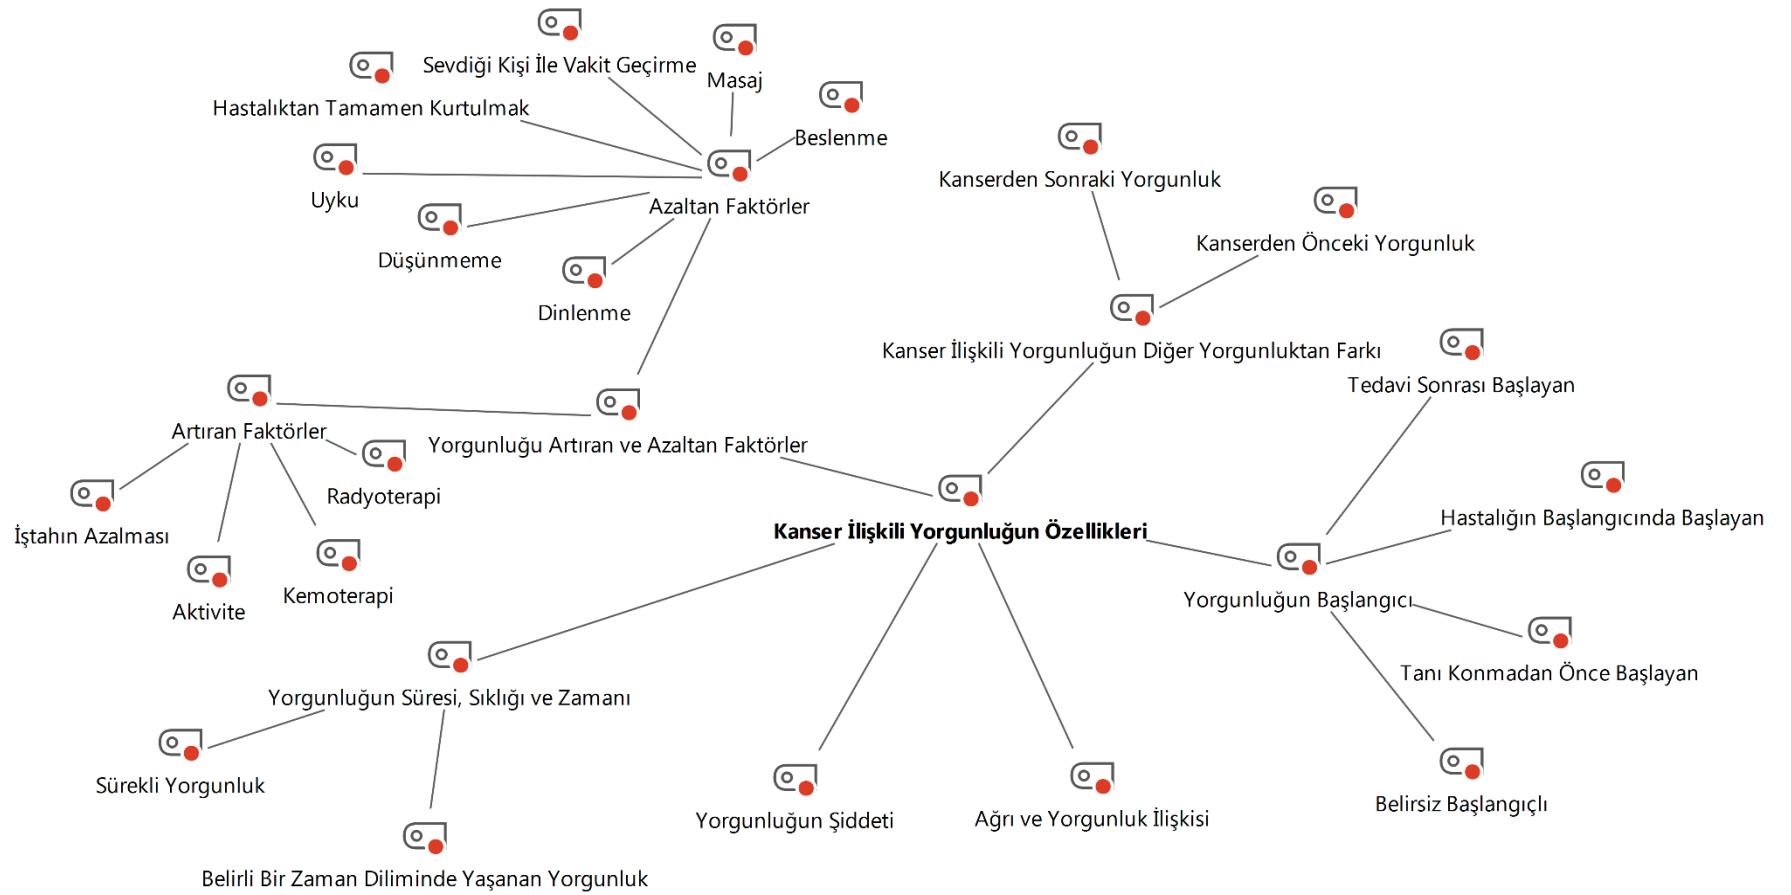 Sevdiği Kişi İle Vakit Geçirme
Masaj
Hastalıktan Tamamen Kurtulmak
Beslenme
Kanserden Sonraki Yorgunluk
Uyku
Azaltan Faktörler
Kanserden Önceki Yorgunluk
Düşünmeme
Dinlenme
Kanser İlişkili Yorgunluğun Diğer Yorgunluktan Farkı
Tedavi Sonrası Başlayan
Artıran Faktörler
Yorgunluğu Artıran ve Azaltan Faktörler
Radyoterapi
Hastalığın Başlangıcında Başlayan
İştahın Azalması
Kanser İlişkili Yorgunluğun Özellikleri
Kemoterapi
Yorgunluğun Başlangıcı
Aktivite
Tanı Konmadan Önce Başlayan
Yorgunluğun Süresi, Sıklığı ve Zamanı
Sürekli Yorgunluk
Belirsiz Başlangıçlı
Yorgunluğun Şiddeti
Ağrı ve Yorgunluk İlişkisi
Belirli Bir Zaman Diliminde Yaşanan Yorgunluk